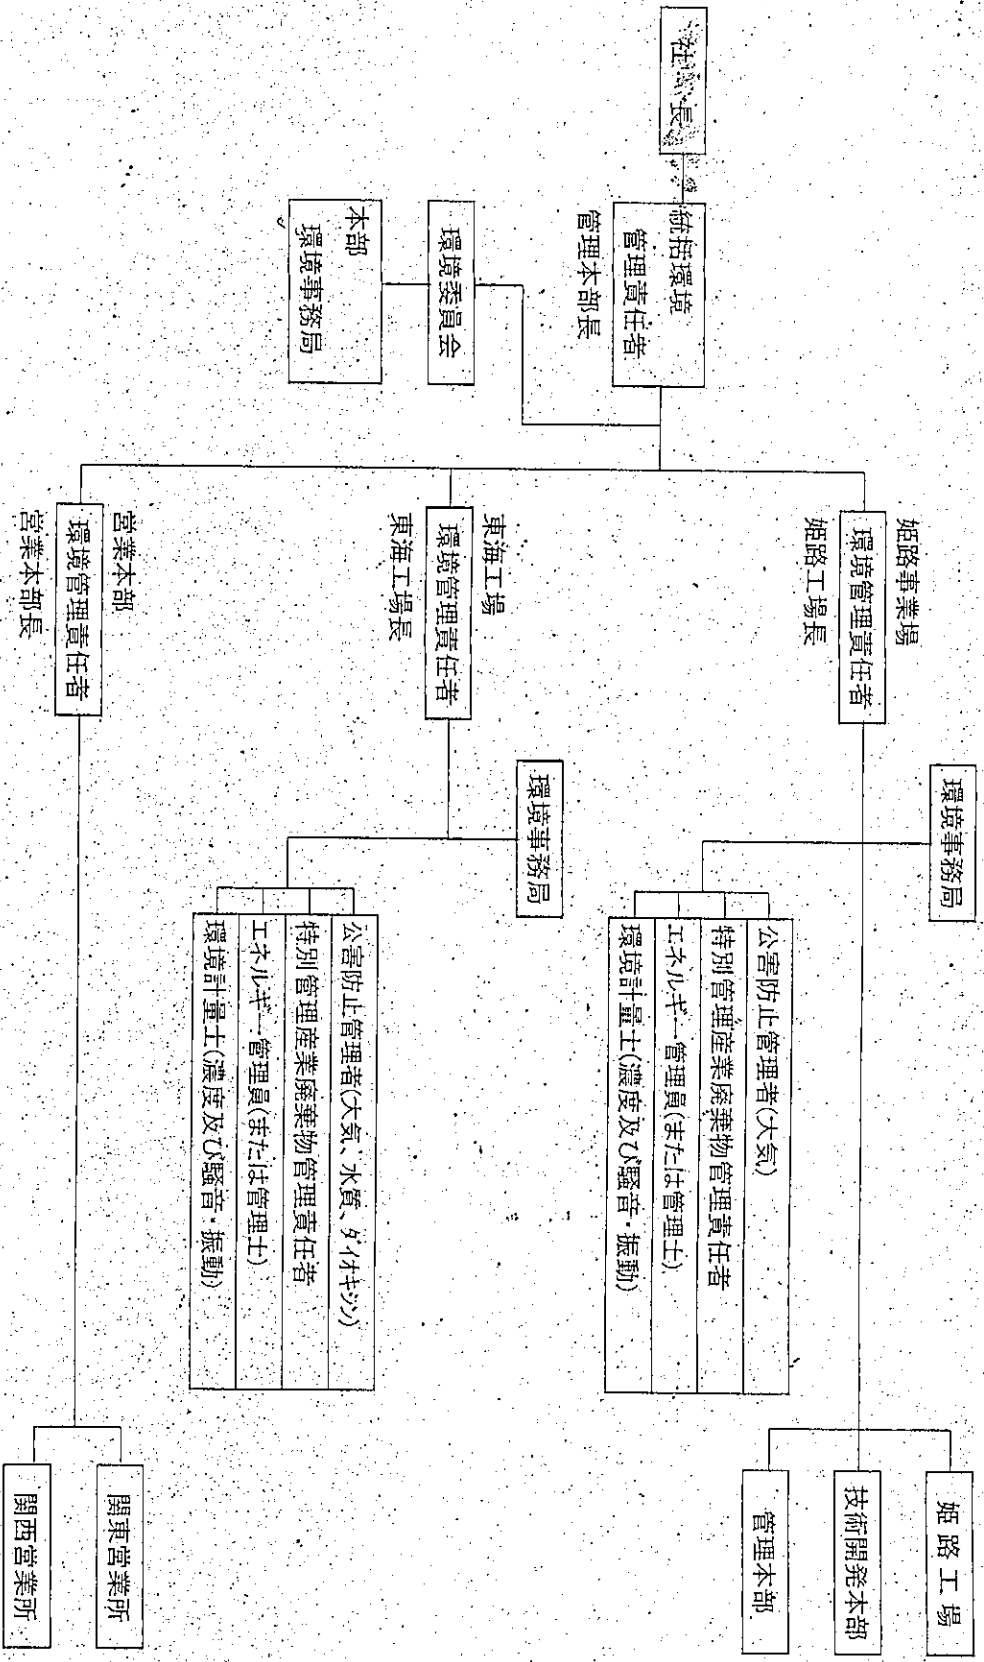 社長
統括環境
管理責任者
管理本部長
環境委員会
本部
環境事務局
姫路事業場
環境管理責任者
姫路工場長
環境事務局
公害防止管理者(大気)
特別管理産業廃棄物管理責任者
エネルギー管理員(または管理士)
環境計量士(濃度及び騒音・振動)
姫路工場
技術開発本部
管理本部
東海工場
環境管理責任者
東海工場長
環境事務局
公害防止管理者(大気、水質、ダイオキシン)
特別管理産業廃棄物管理責任者
エネルギー管理員(または管理士)
環境計量士(濃度及び騒音・振動)
営業本部
環境管理責任者
営業本部長
関東営業所
関西営業所